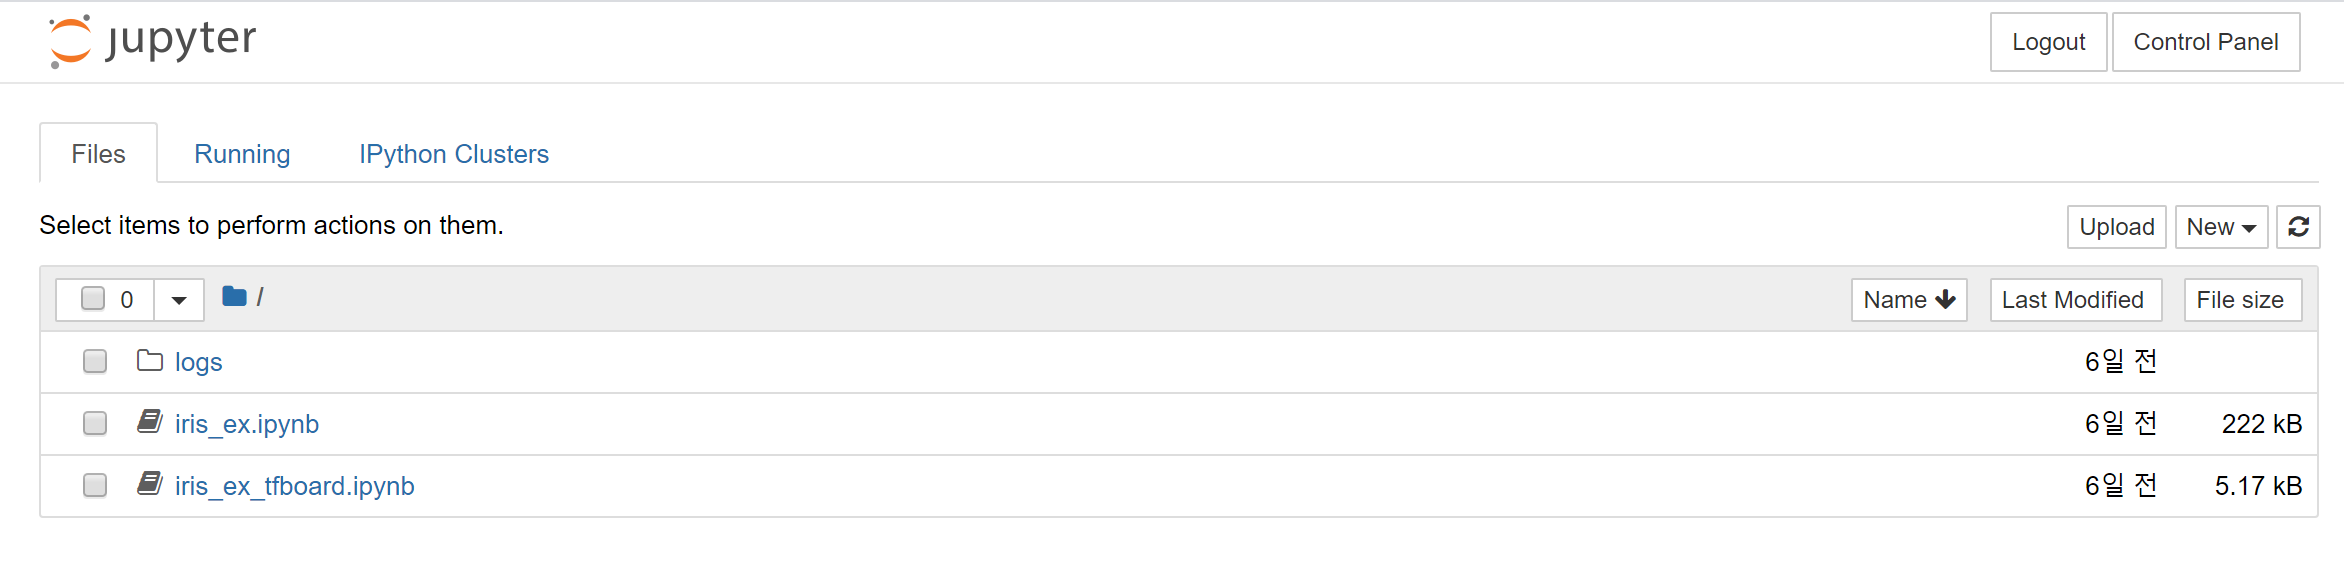 jupyter Logout Control Panel
Files Running IPython Clusters
Select items to perform actions on them. Upload New
0 / Name Last Modified File size
logs 6일 전
iris_ex.ipynb 6일 전 222 kB
iris_ex_tfboard.ipynb 6일 전 5.17 kB